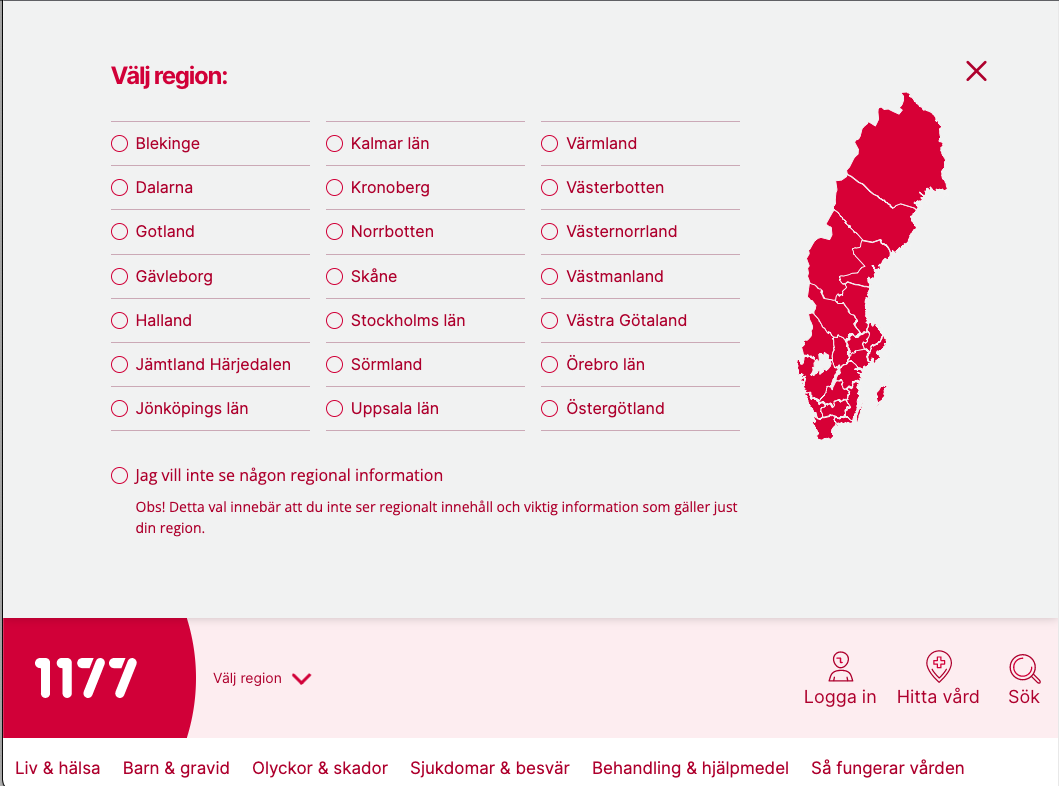 Välj region:
Blekinge
Dalarna
Gotland
Gävleborg
Halland
Jämtland Härjedalen
Jönköpings län
Kalmar län
Kronoberg
Norrbotten
Skåne
Stockholms län
Sörmland
Uppsala län
Värmland
Västerbotten
Västernorrland
Västmanland
Västra Götaland
Örebro län
Östergötland
Jag vill inte se någon regional information
Obs! Detta val innebär att du inte ser regionalt innehåll och viktig information som gäller just
din region.
1177
Välj region
Logga in
Hitta vård
Sök
Liv & hälsa
Barn & gravid
Olyckor & skador
Sjukdomar & besvär
Behandling & hjälpmedel
Så fungerar vården